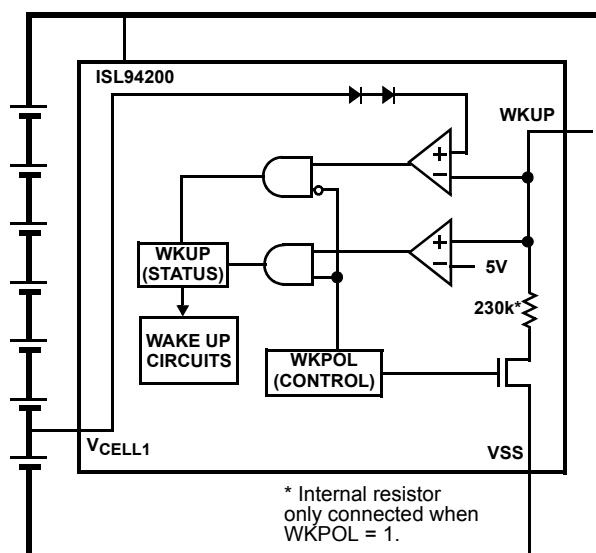 ISL94200
WKUP
+
−
+
−
5V
WKUP
(STATUS)
230k*
WAKE UP
CIRCUITS
WKPOL
(CONTROL)
VCELL1
VSS
* Internal resistor
only connected when
WKPOL = 1.